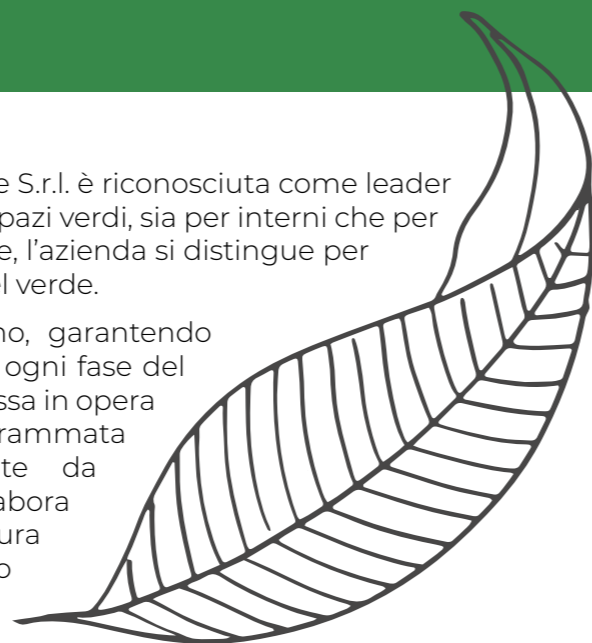 e S.r.l. è riconosciuta come leader
pazi verdi, sia per interni che per
e, l’azienda si distingue per
el verde.
no, garantendo
ogni fase del
ssa in opera
rammata
te da
abora
ura
o